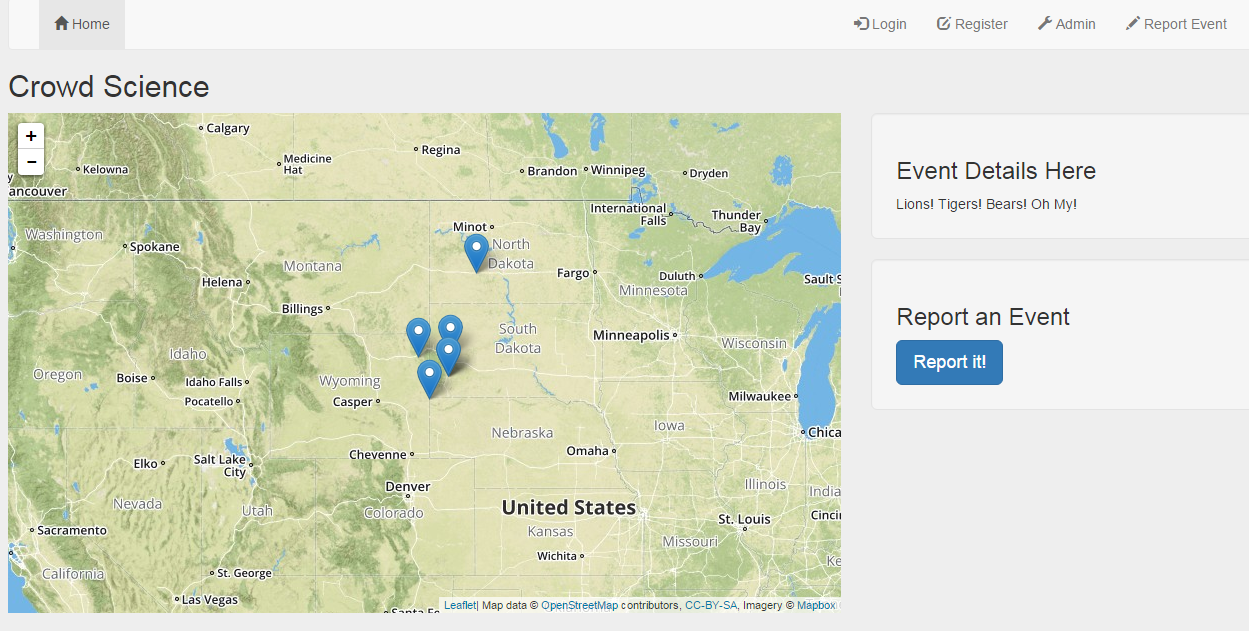 Home
Login
Register
Admin
Report Event
Crowd Science
+
−
Calgary
Regina
Medicine
Hat
Kelowna
Brandon
Winnipeg
Dryden
y
ancouver
International
Falls
Thunder
Bay
Minot
Washington
Spokane
North
Dakota
Montana
Fargo
Duluth
Sault S
Helena
Minnesota
Billings
South
Dakota
Minneapolis
Wisconsin
Idaho
Oregon
Boise
Idaho Falls
Wyoming
Pocatello
Casper
Milwaukee
Nebraska
Iowa
Chica
Elko
Salt Lake
City
Cheyenne
Omaha
Denver
Illinois
India
Nevada
Utah
Colorado
United States
St. Louis
Cincin
Sacramento
Kansas
Missouri
Wichita
Ke
California
St. George
Las Vegas
Santa Fe
Leaflet| Map data © OpenStreetMap contributors, CC-BY-SA, Imagery © Mapbox
Event Details Here
Lions! Tigers! Bears! Oh My!
Report an Event
Report it!